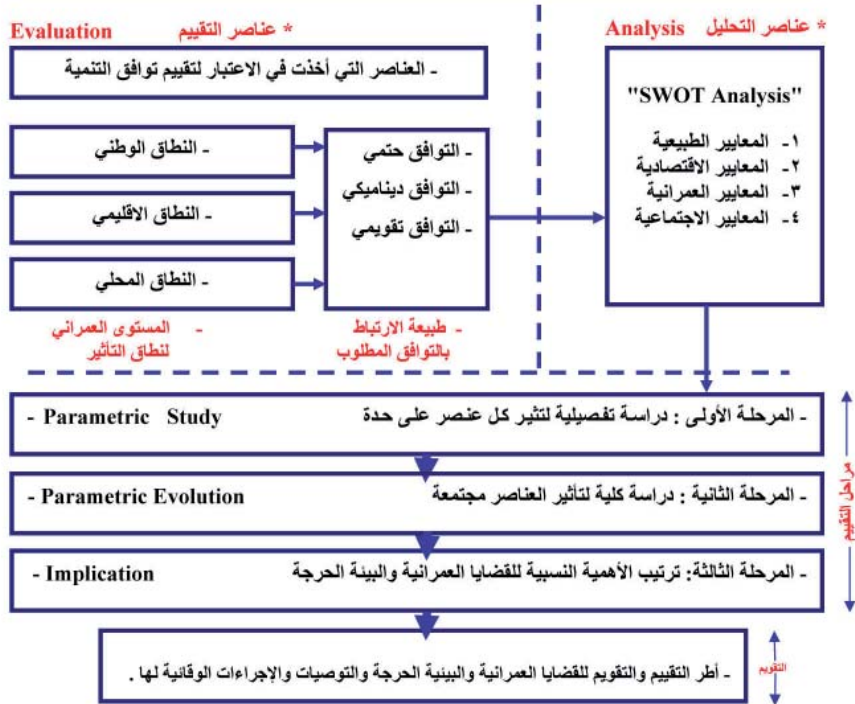 * عناصر التحليل Analysis
"SWOT Analysis"
١- المعايير الطبيعية
٢- المعايير الاقتصادية
٣- المعايير العمرانية
٤- المعايير الاجتماعية
* عناصر التقييم Evaluation
- العناصر التي أخذت في الاعتبار لتقييم توافق التنمية
- النطاق الوطني
- النطاق الاقليمي
- النطاق المحلي
- التوافق حتمي
- التوافق ديناميكي
- التوافق تقويمي
- طبيعة الارتباط
بالتوافق المطلوب
- المستوى العمراني
لنطاق التأثير
- المرحلة الأولى : دراسة تفصيلية لتثير كل عنصر على حدة - Parametric Study
- المرحلة الثانية : دراسة كلية لتأثير العناصر مجتمعة - Parametric Evolution
- المرحلة الثالثة: ترتيب الأهمية النسبية للقضايا العمرانية والبيئة الحرجة - Implication
مراحل التقييم
- أطر التقييم والتقويم للقضايا العمرانية والبيئية الحرجة والتوصيات والإجراءات الوقائية لها .
التقويم